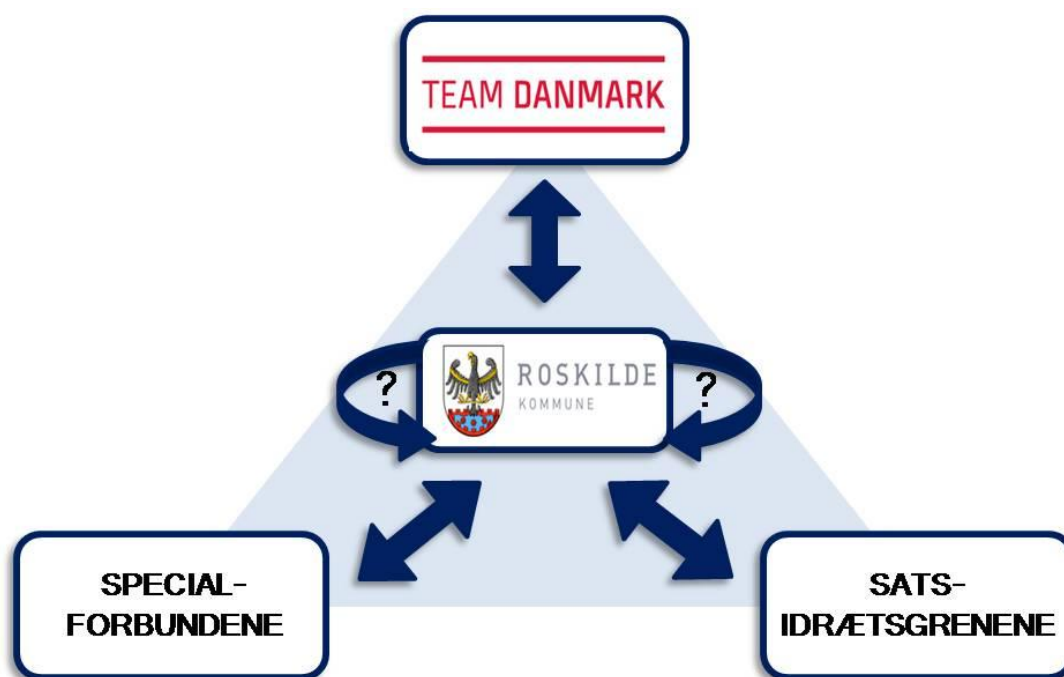 TEAM DANMARK
? ROSKILDE ?
KOMMUNE
SPECIAL-
FORBUNDENE
SATS-
IDRÆTSGRENENE